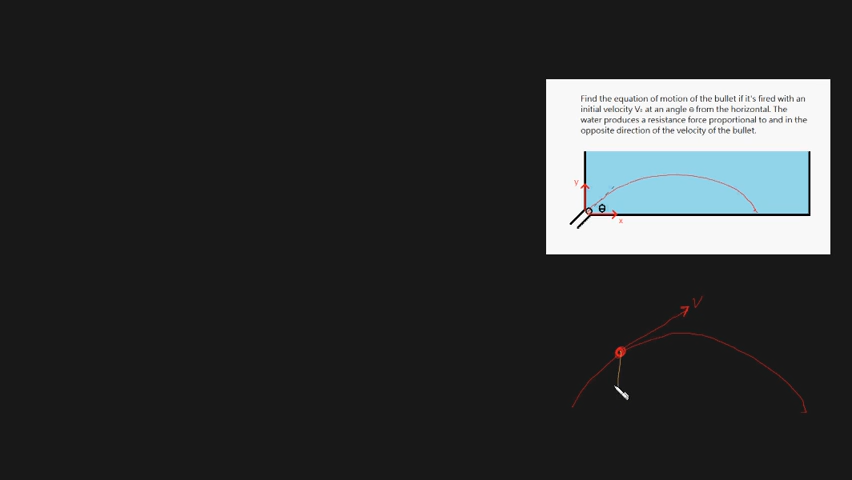 Find the equation of motion of the bullet if it's fired with an
initial velocity V₀ at an angle θ from the horizontal. The
water produces a resistance force proportional to and in the
opposite direction of the velocity of the bullet.
y
θ
x
V